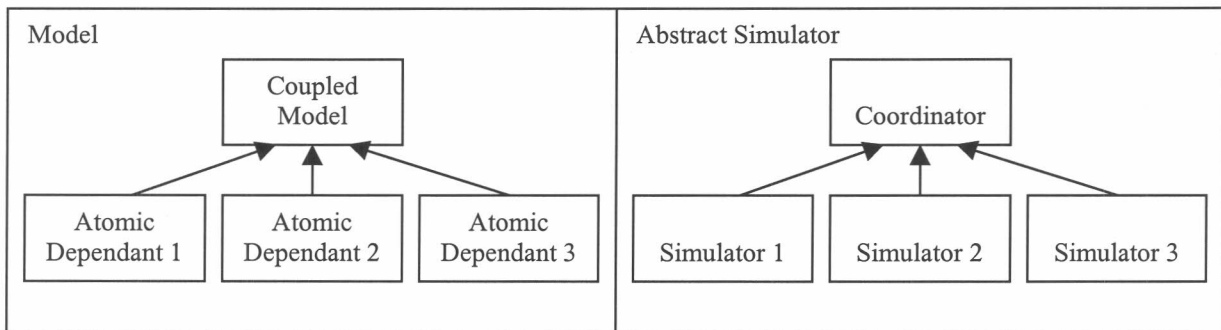 Model
Coupled
Model
Atomic
Dependant 1
Atomic
Dependant 2
Atomic
Dependant 3
Abstract Simulator
Coordinator
Simulator 1
Simulator 2
Simulator 3